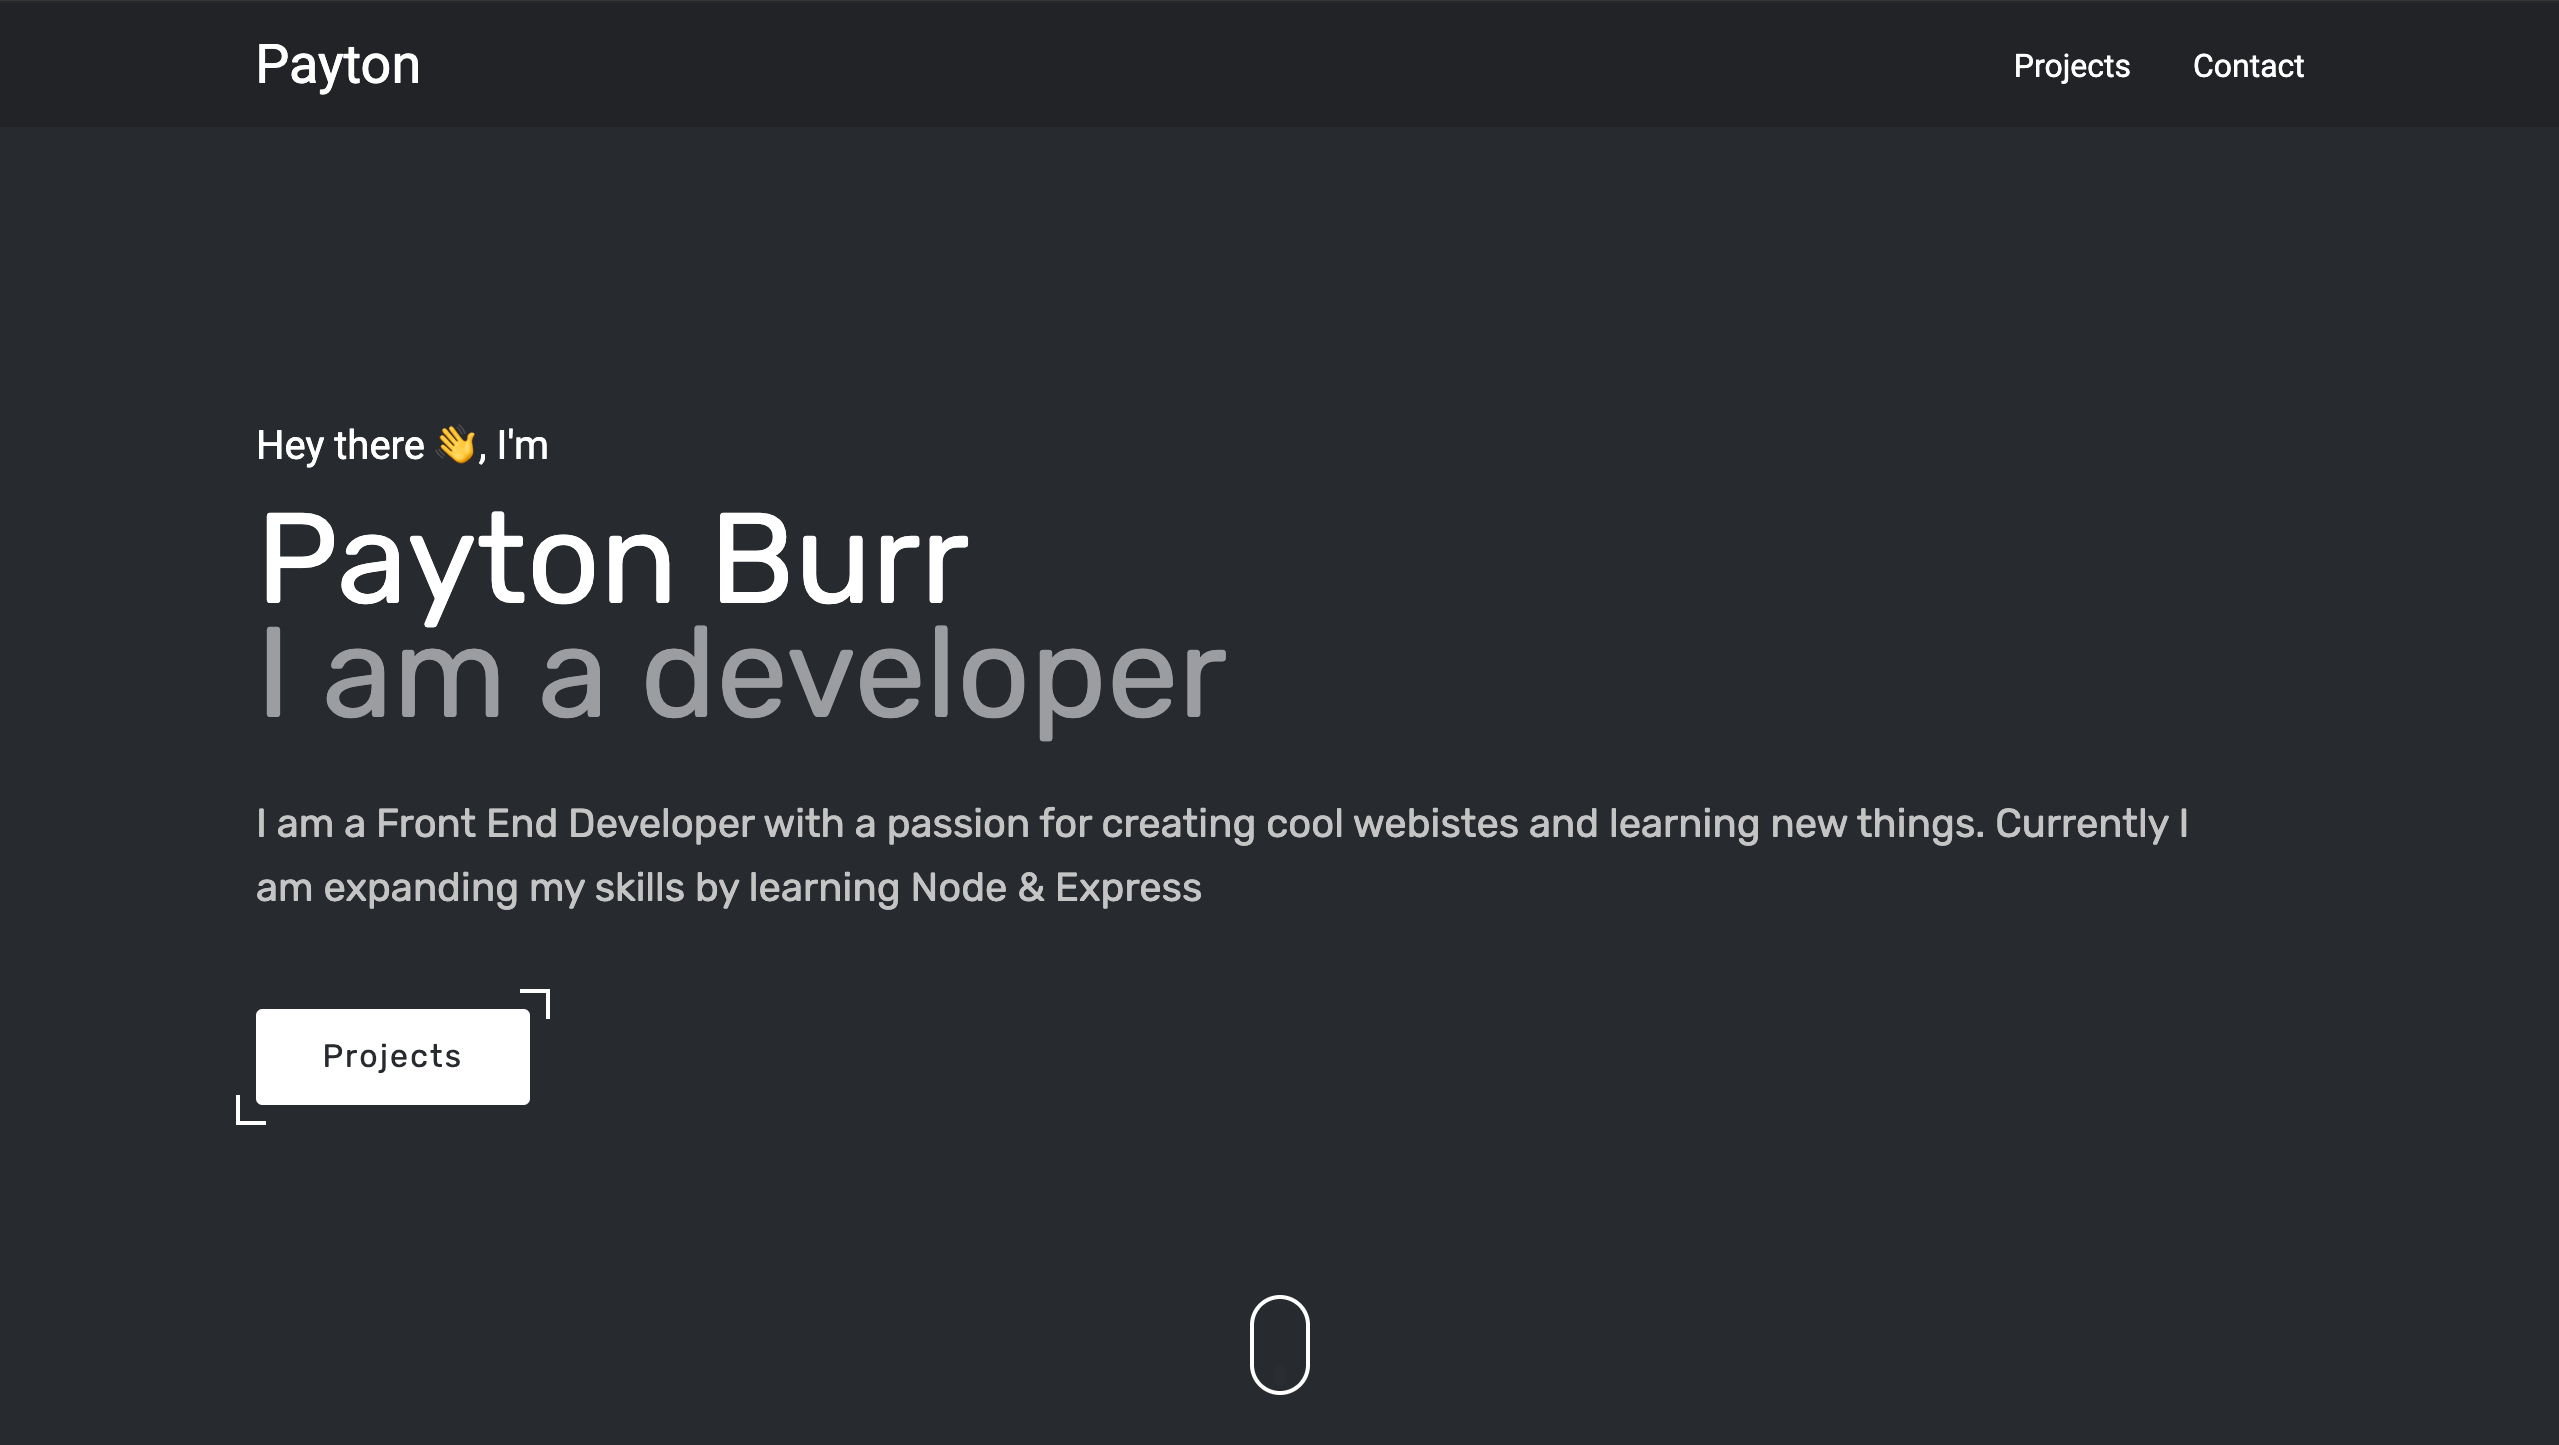 Payton
Projects Contact
Hey there 👋, I'm
Payton Burr
I am a developer
I am a Front End Developer with a passion for creating cool webistes and learning new things. Currently I
am expanding my skills by learning Node & Express
Projects